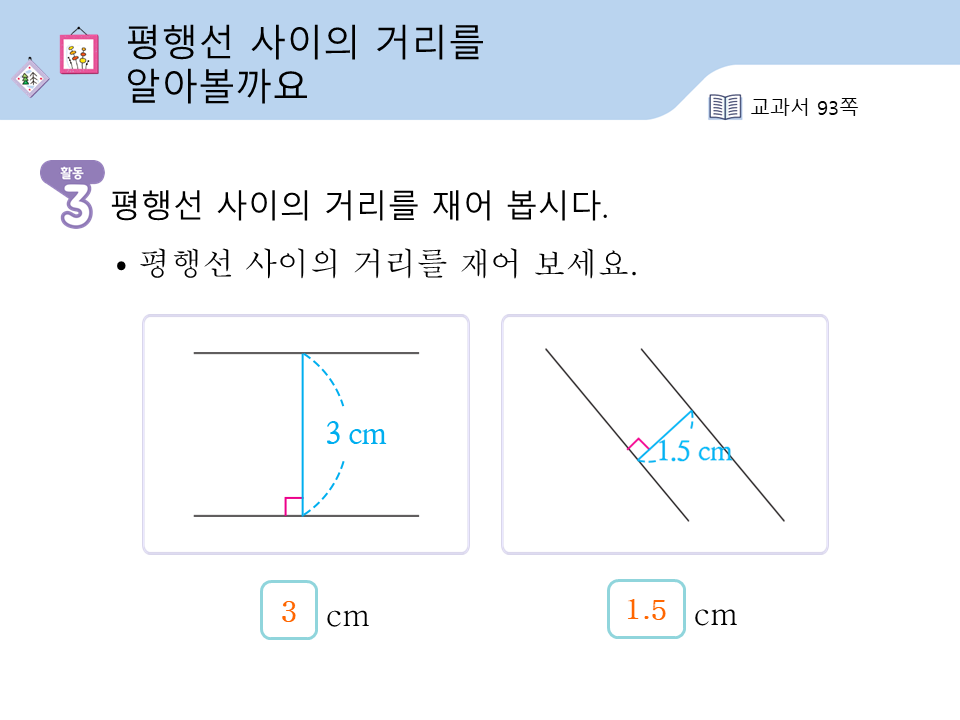 평행선 사이의 거리를
알아볼까요
교과서 93쪽
활동
3
평행선 사이의 거리를 재어 봅시다.
• 평행선 사이의 거리를 재어 보세요.
3 cm
1.5 cm
3 cm
1.5 cm